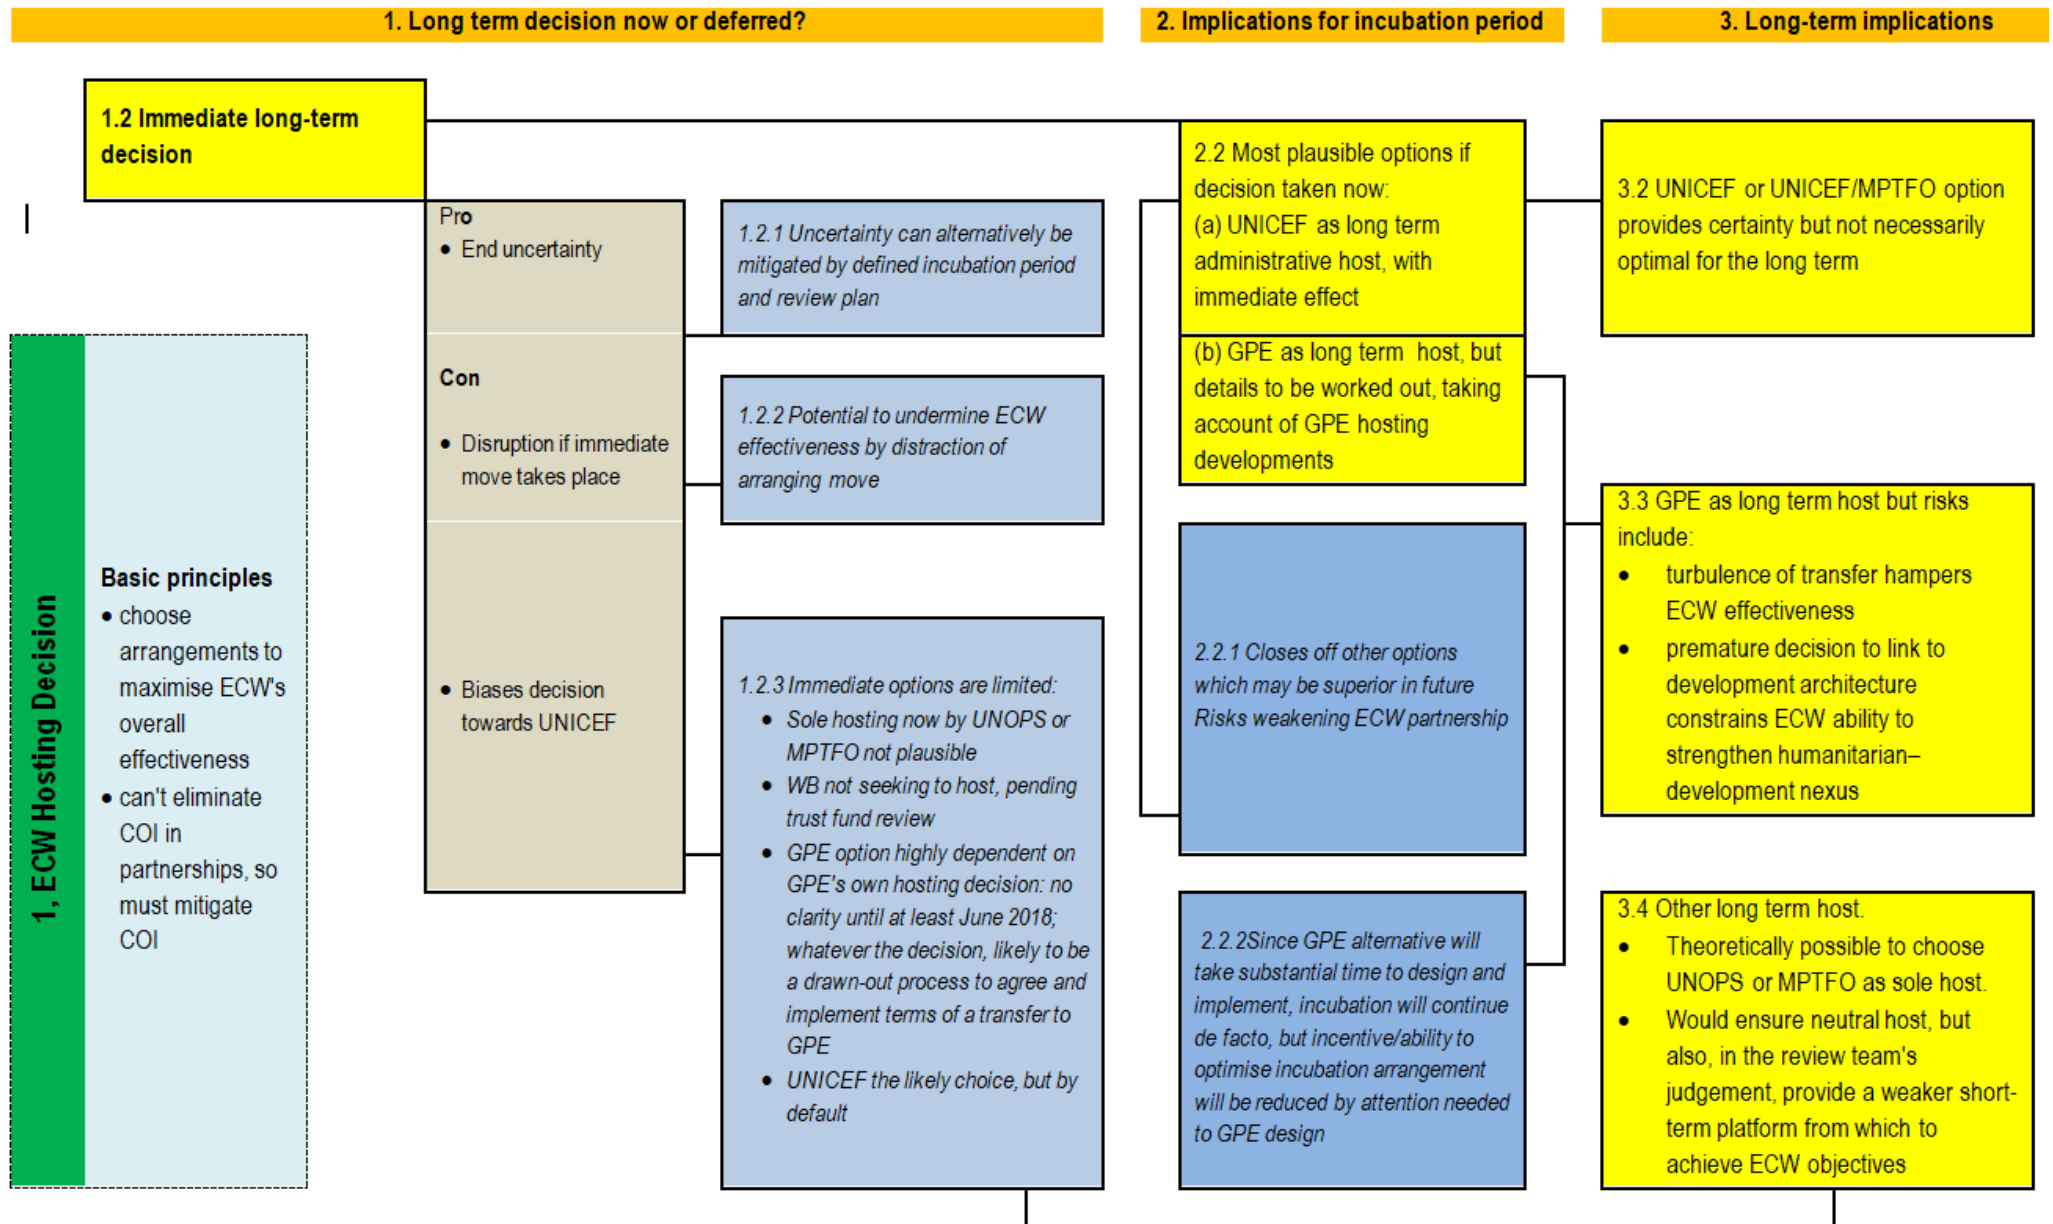 1. Long term decision now or deferred?
2. Implications for incubation period
3. Long-term implications
1.2 Immediate long-term
decision
Pro
• End uncertainty
Con
• Disruption if immediate
move takes place
• Biases decision
towards UNICEF
1.2.1 Uncertainty can alternatively be
mitigated by defined incubation period
and review plan
1.2.2 Potential to undermine ECW
effectiveness by distraction of
arranging move
1.2.3 Immediate options are limited:
• Sole hosting now by UNOPS or
MPTFO not plausible
• WB not seeking to host, pending
trust fund review
• GPE option highly dependent on
GPE's own hosting decision: no
clarity until at least June 2018;
whatever the decision, likely to be
a drawn-out process to agree and
implement terms of a transfer to
GPE
• UNICEF the likely choice, but by
default
1, ECW Hosting Decision
Basic principles
• choose
arrangements to
maximise ECW's
overall
effectiveness
• can't eliminate
COI in
partnerships, so
must mitigate
COI
2.2 Most plausible options if
decision taken now:
(a) UNICEF as long term
administrative host, with
immediate effect
(b) GPE as long term host, but
details to be worked out, taking
account of GPE hosting
developments
2.2.1 Closes off other options
which may be superior in future
Risks weakening ECW partnership
2.2.2Since GPE alternative will
take substantial time to design and
implement, incubation will continue
de facto, but incentive/ability to
optimise incubation arrangement
will be reduced by attention needed
to GPE design
3.2 UNICEF or UNICEF/MPTFO option
provides certainty but not necessarily
optimal for the long term
3.3 GPE as long term host but risks
include:
• turbulence of transfer hampers
ECW effectiveness
• premature decision to link to
development architecture
constrains ECW ability to
strengthen humanitarian–
development nexus
3.4 Other long term host.
• Theoretically possible to choose
UNOPS or MPTFO as sole host.
• Would ensure neutral host, but
also, in the review team's
judgement, provide a weaker short-
term platform from which to
achieve ECW objectives